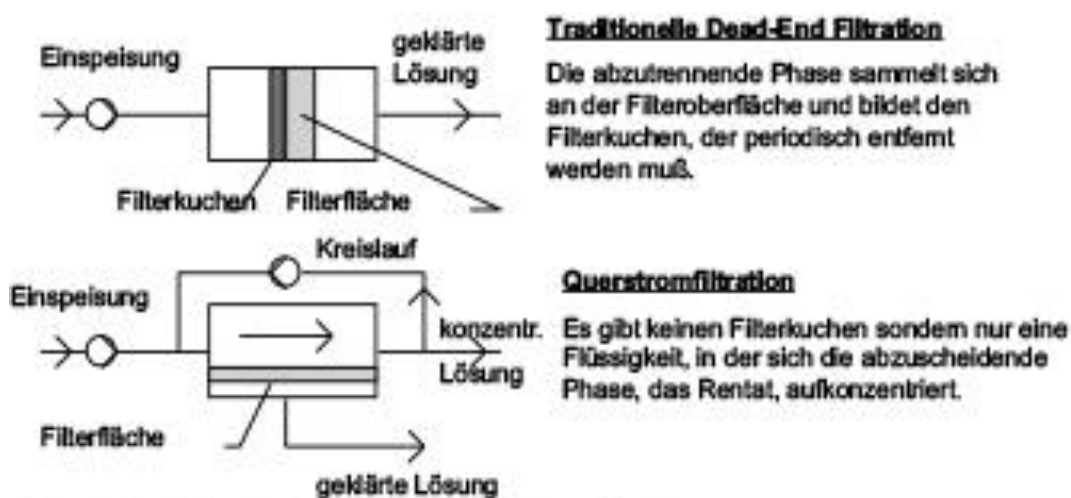 Einspeisung
geklärte
Lösung
Filterkuchen
Filterfläche
Traditionelle Dead-End Filtration
Die abzutrennende Phase sammelt sich
an der Filteroberfläche und bildet den
Filterkuchen, der periodisch entfernt
werden muß.
Kreislauf
Einspeisung
konzentr.
Lösung
Filterfläche
geklärte Lösung
Querstromfiltration
Es gibt keinen Filterkuchen sondern nur eine
Flüssigkeit, in der sich die abzuscheidende
Phase, das Rentat, aufkonzentriert.